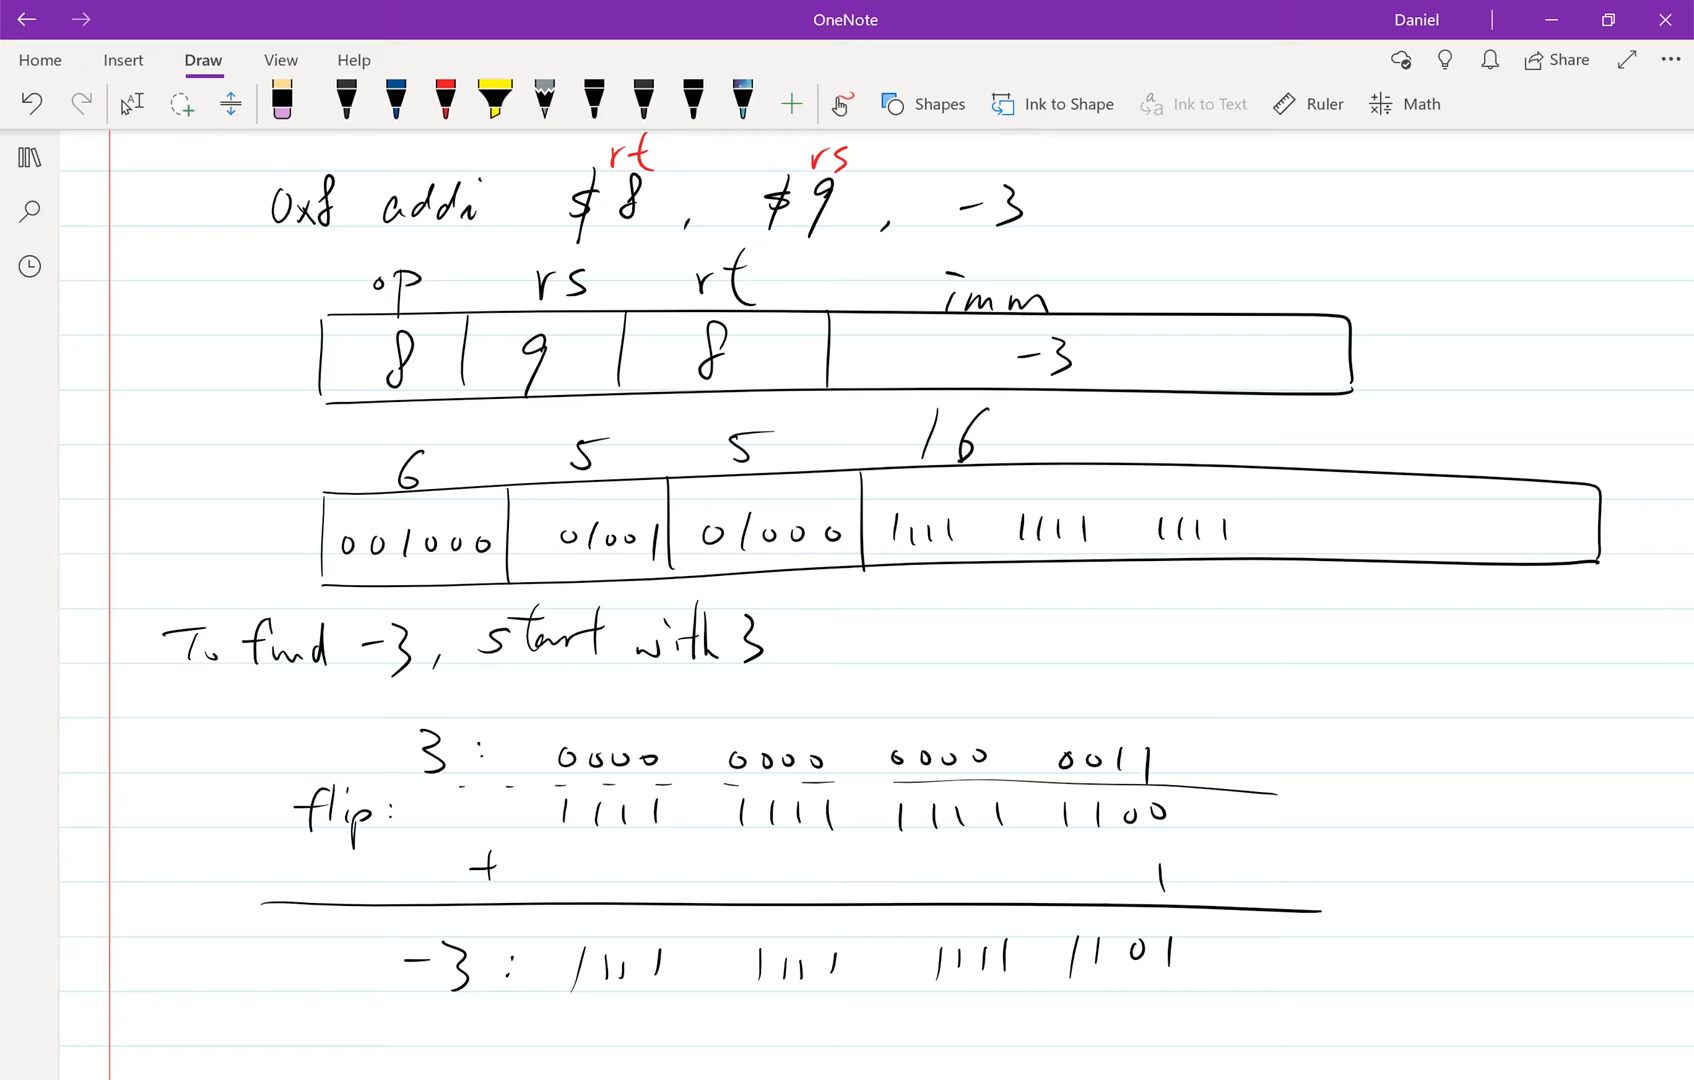 OneNote
Daniel
Home Insert Draw View Help
Share
Shapes Ink to Shape Ink to Text Ruler Math
rt rs
0x8 addi $8, $9, -3
op rs rt imm
8 9 8 -3
6 5 5 16
001000 01001 01000 1111 1111 1111
To find -3, start with 3
3: 0000 0000 0000 0011
flip: 1111 1111 1111 1100
+ 1
-3: 1111 1111 1111 1101